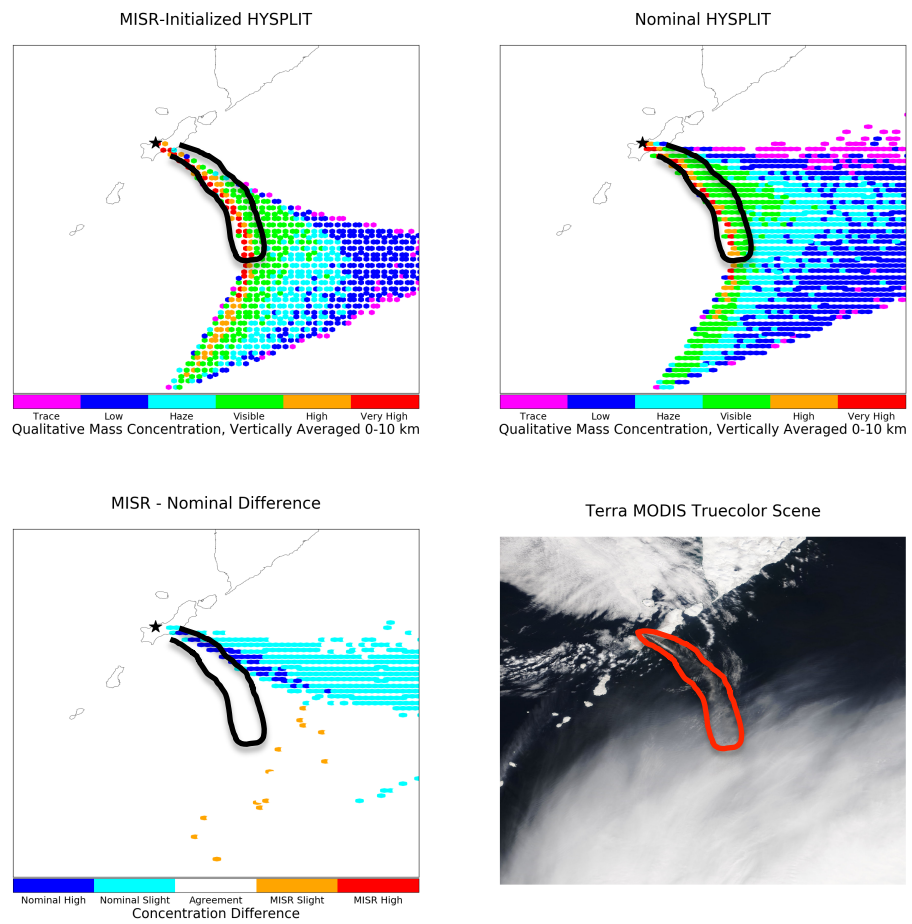 MISR-Initialized HYSPLIT
Nominal HYSPLIT
Trace Low Haze Visible High Very High
Qualitative Mass Concentration, Vertically Averaged 0-10 km
Trace Low Haze Visible High Very High
Qualitative Mass Concentration, Vertically Averaged 0-10 km
MISR - Nominal Difference
Terra MODIS Truecolor Scene
Nominal High Nominal Slight Agreement MISR Slight MISR High
Concentration Difference